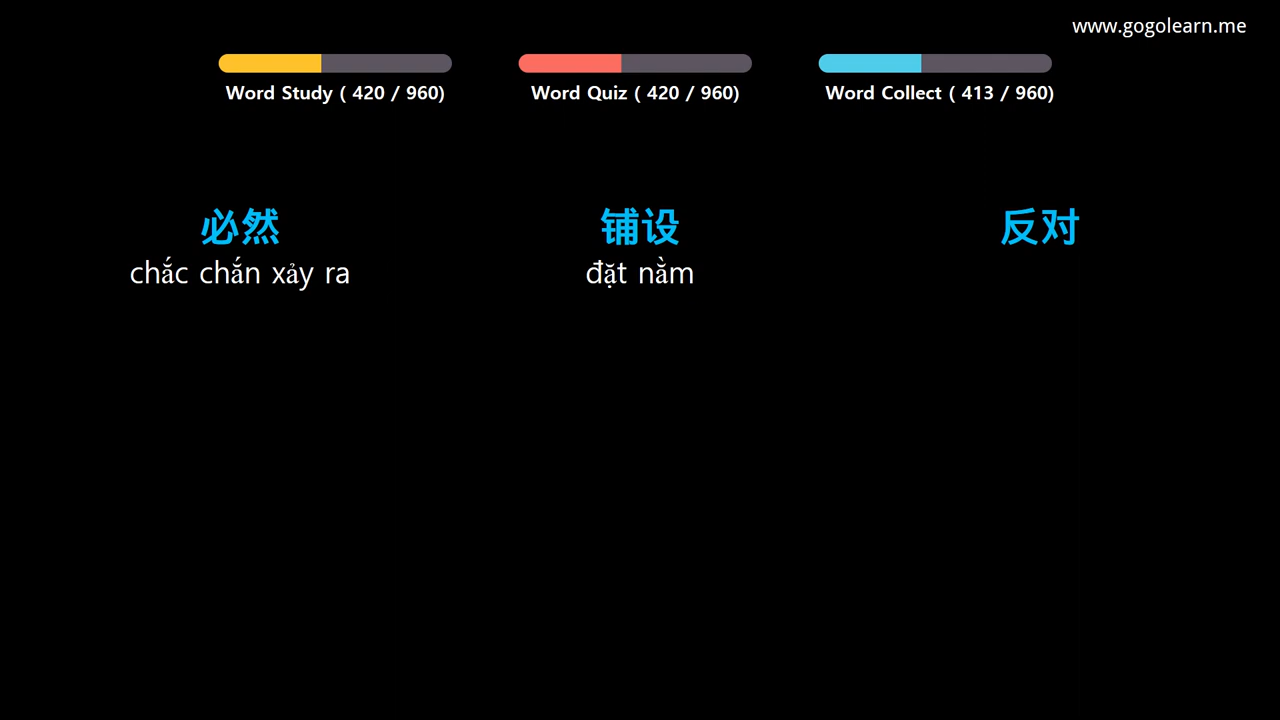 www.gogolearn.me
Word Study ( 420 / 960)
Word Quiz ( 420 / 960)
Word Collect ( 413 / 960)
必然
chắc chắn xảy ra
铺设
đặt nằm
反对